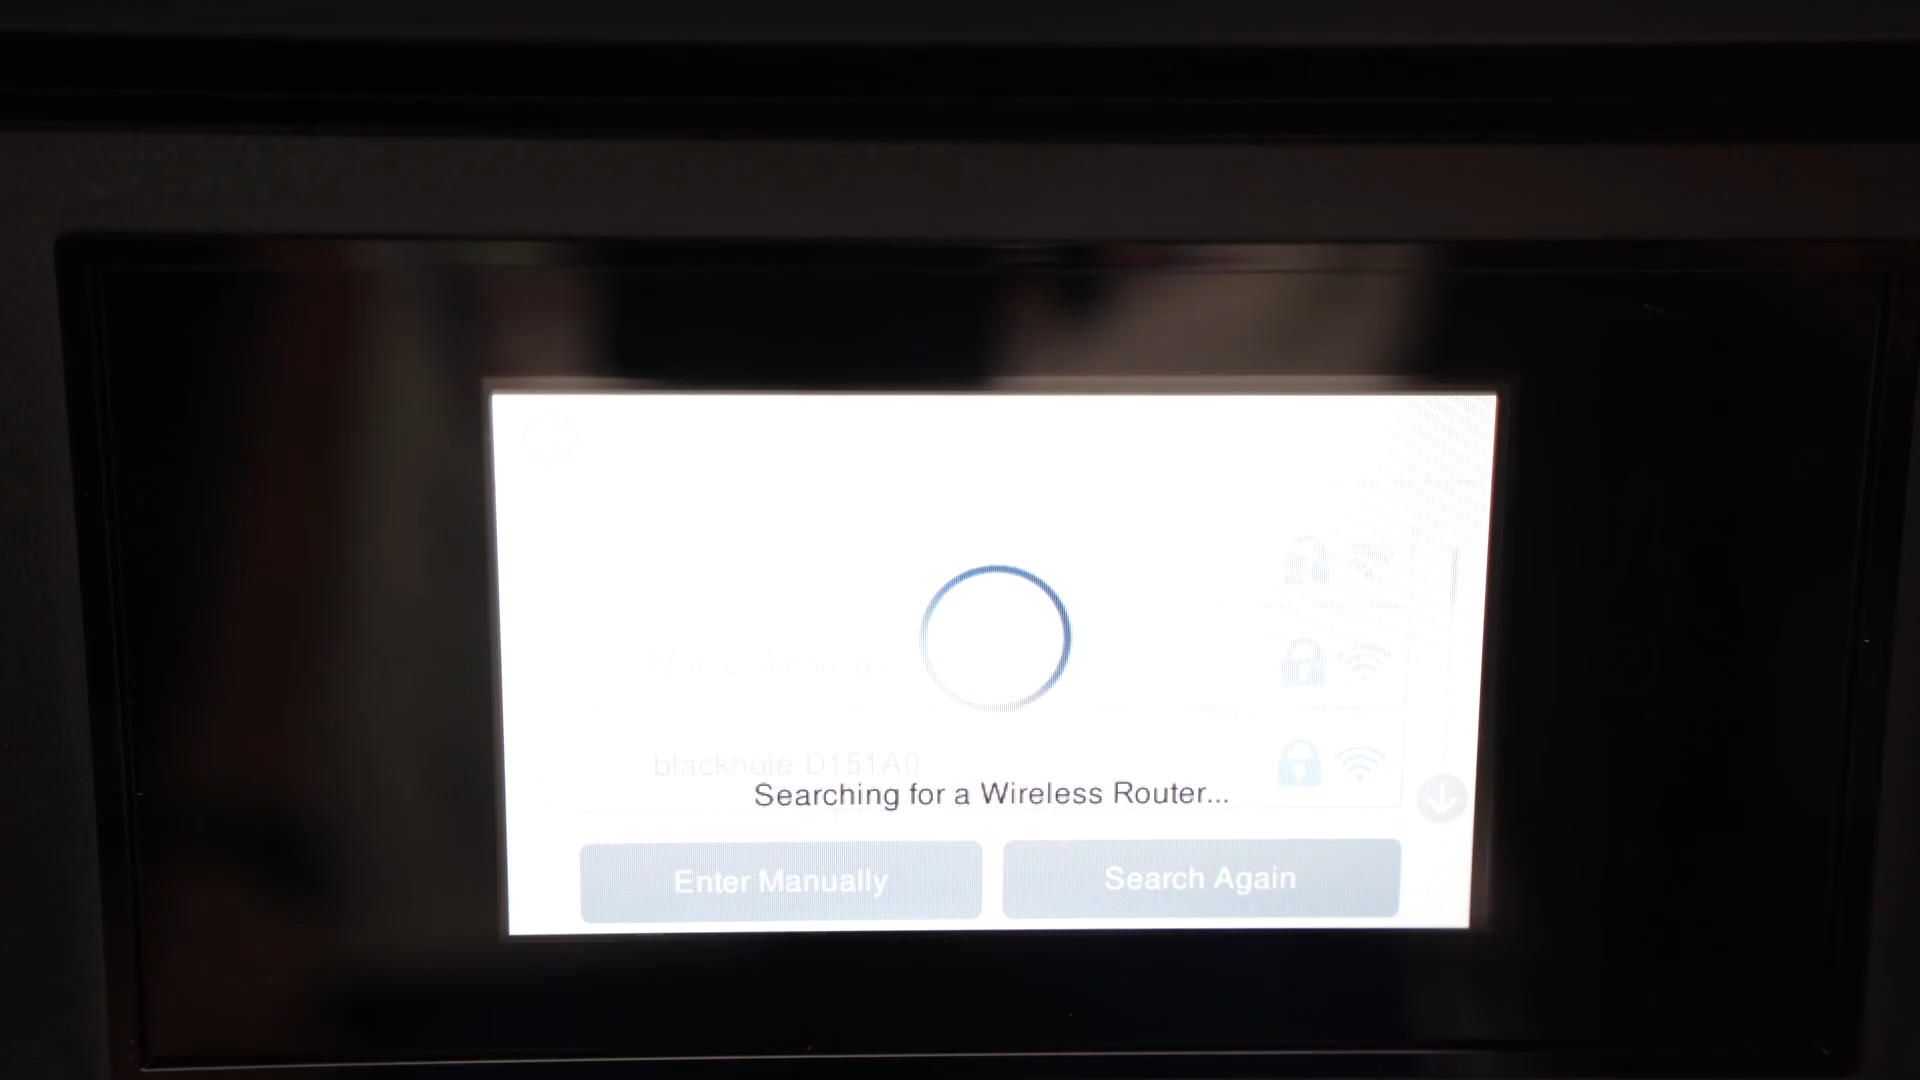 blackhole-D151A0
Searching for a Wireless Router...
Enter Manually
Search Again